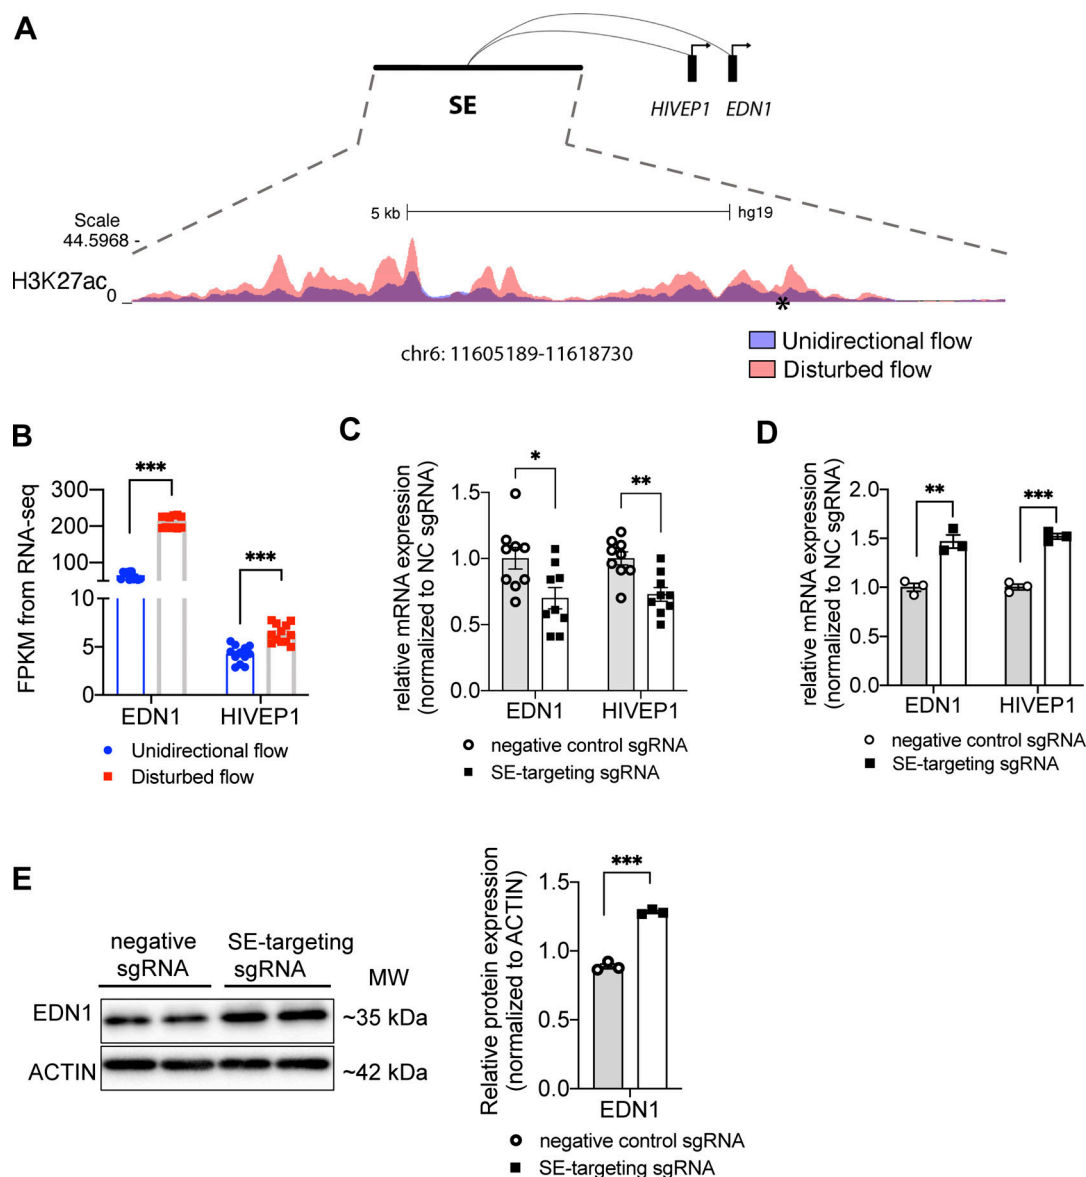 A
SE
HIVEP1 EDN1
5 kb hg19
Scale
44.5968 -
H3K27ac
0 _
*
chr6: 11605189-11618730
Unidirectional flow
Disturbed flow
B
FPKM from RNA-seq
300
200
100
10
5
0
***
***
EDN1 HIVEP1
Unidirectional flow
Disturbed flow
C
relative mRNA expression
(normalized to NC sgRNA)
1.5
1.0
0.5
0.0
*
**
EDN1 HIVEP1
negative control sgRNA
SE-targeting sgRNA
D
relative mRNA expression
(normalized to NC sgRNA)
2.0
1.5
1.0
0.5
0.0
**
***
EDN1 HIVEP1
negative control sgRNA
SE-targeting sgRNA
E
negative
sgRNA
SE-targeting
sgRNA
MW
EDN1 ~35 kDa
ACTIN ~42 kDa
Relative protein expression
(normalized to ACTIN)
1.5
1.0
0.5
0.0
***
EDN1
negative control sgRNA
SE-targeting sgRNA